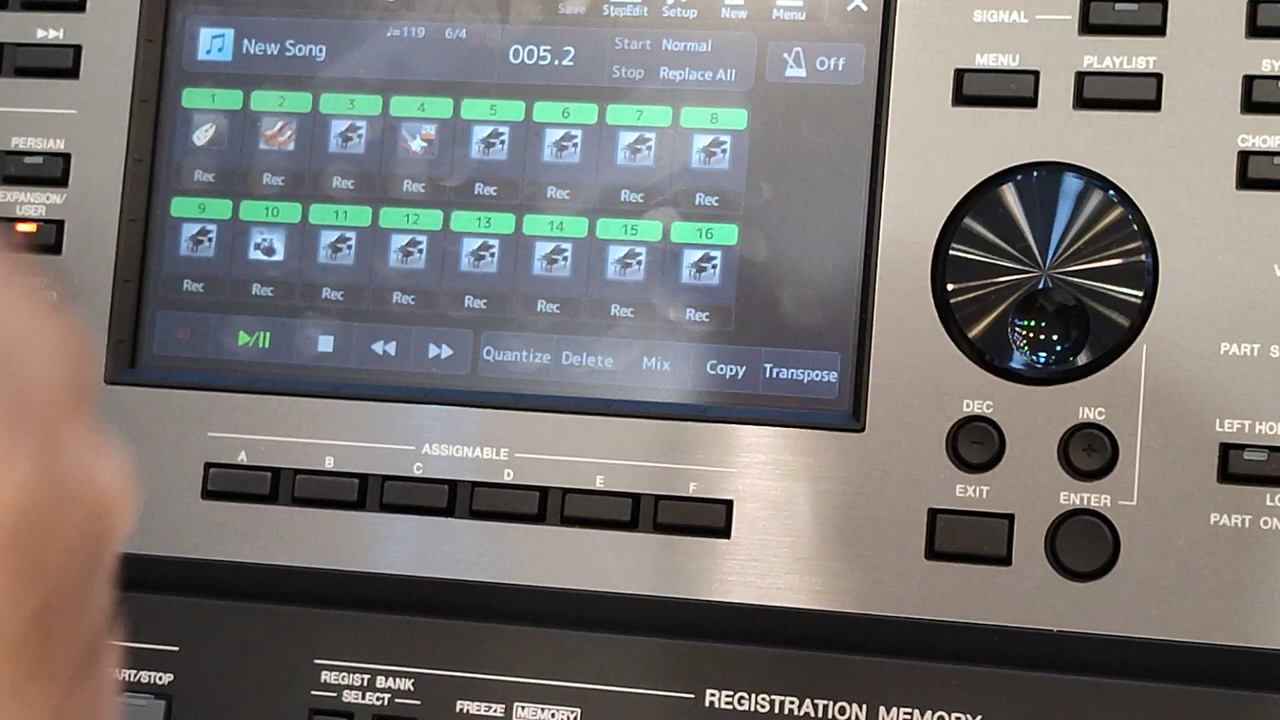 Save StepEdit Setup New Menu
New Song ♩=119 6/4 005.2 Start Normal Off
Stop Replace All
1 2 3 4 5 6 7 8
Rec Rec Rec Rec Rec Rec Rec Rec
9 10 11 12 13 14 15 16
Rec Rec Rec Rec Rec Rec Rec Rec
Quantize Delete Mix Copy Transpose
PERSIAN
EXPANSION/
USER
SIGNAL
MENU PLAYLIST
DEC INC
EXIT ENTER
ASSIGNABLE
A B C D E F
PART
LEFT
PART
REGIST BANK
SELECT
FREEZE MEMORY
REGISTRATION MEMORY